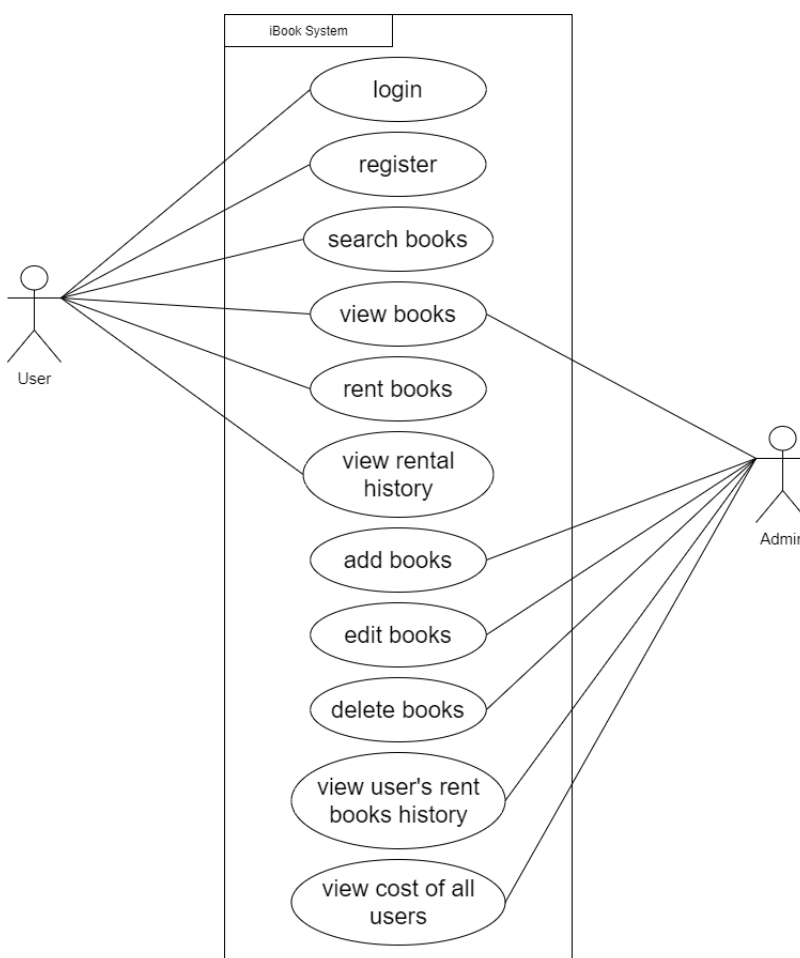 iBook System
login
register
search books
view books
rent books
view rental
history
add books
edit books
delete books
view user's rent
books history
view cost of all
users
User
Admin